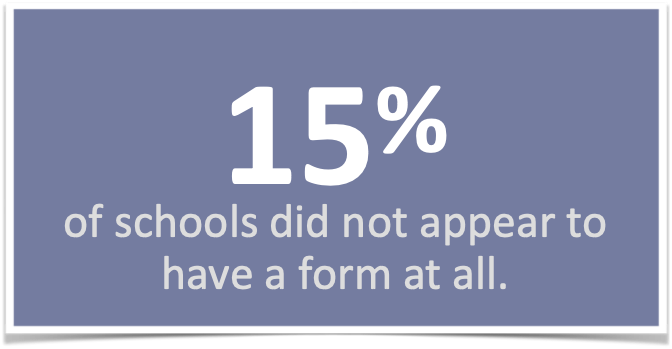 15%
of schools did not appear to
have a form at all.